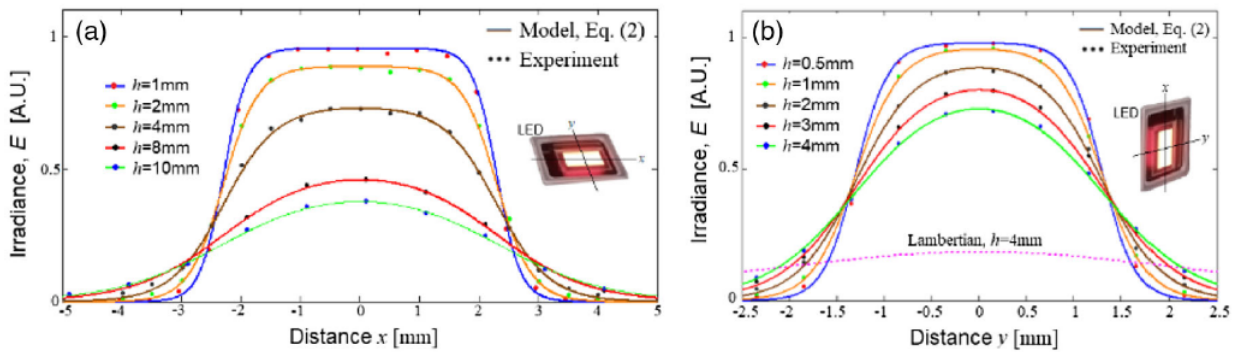 (a)
Model, Eq. (2)
Experiment
h=1mm
h=2mm
h=4mm
h=8mm
h=10mm
LED
y
x
Irradiance, E [A.U.]
1
0.5
0
-5 -4 -3 -2 -1 0 1 2 3 4 5
Distance x [mm]
(b)
Model, Eq. (2)
Experiment
h=0.5mm
h=1mm
h=2mm
h=3mm
h=4mm
LED
x
y
Lambertian, h=4mm
Irradiance, E [A.U.]
1
0.5
0
-2.5 -2 -1.5 -1 -0.5 0 0.5 1 1.5 2 2.5
Distance y [mm]